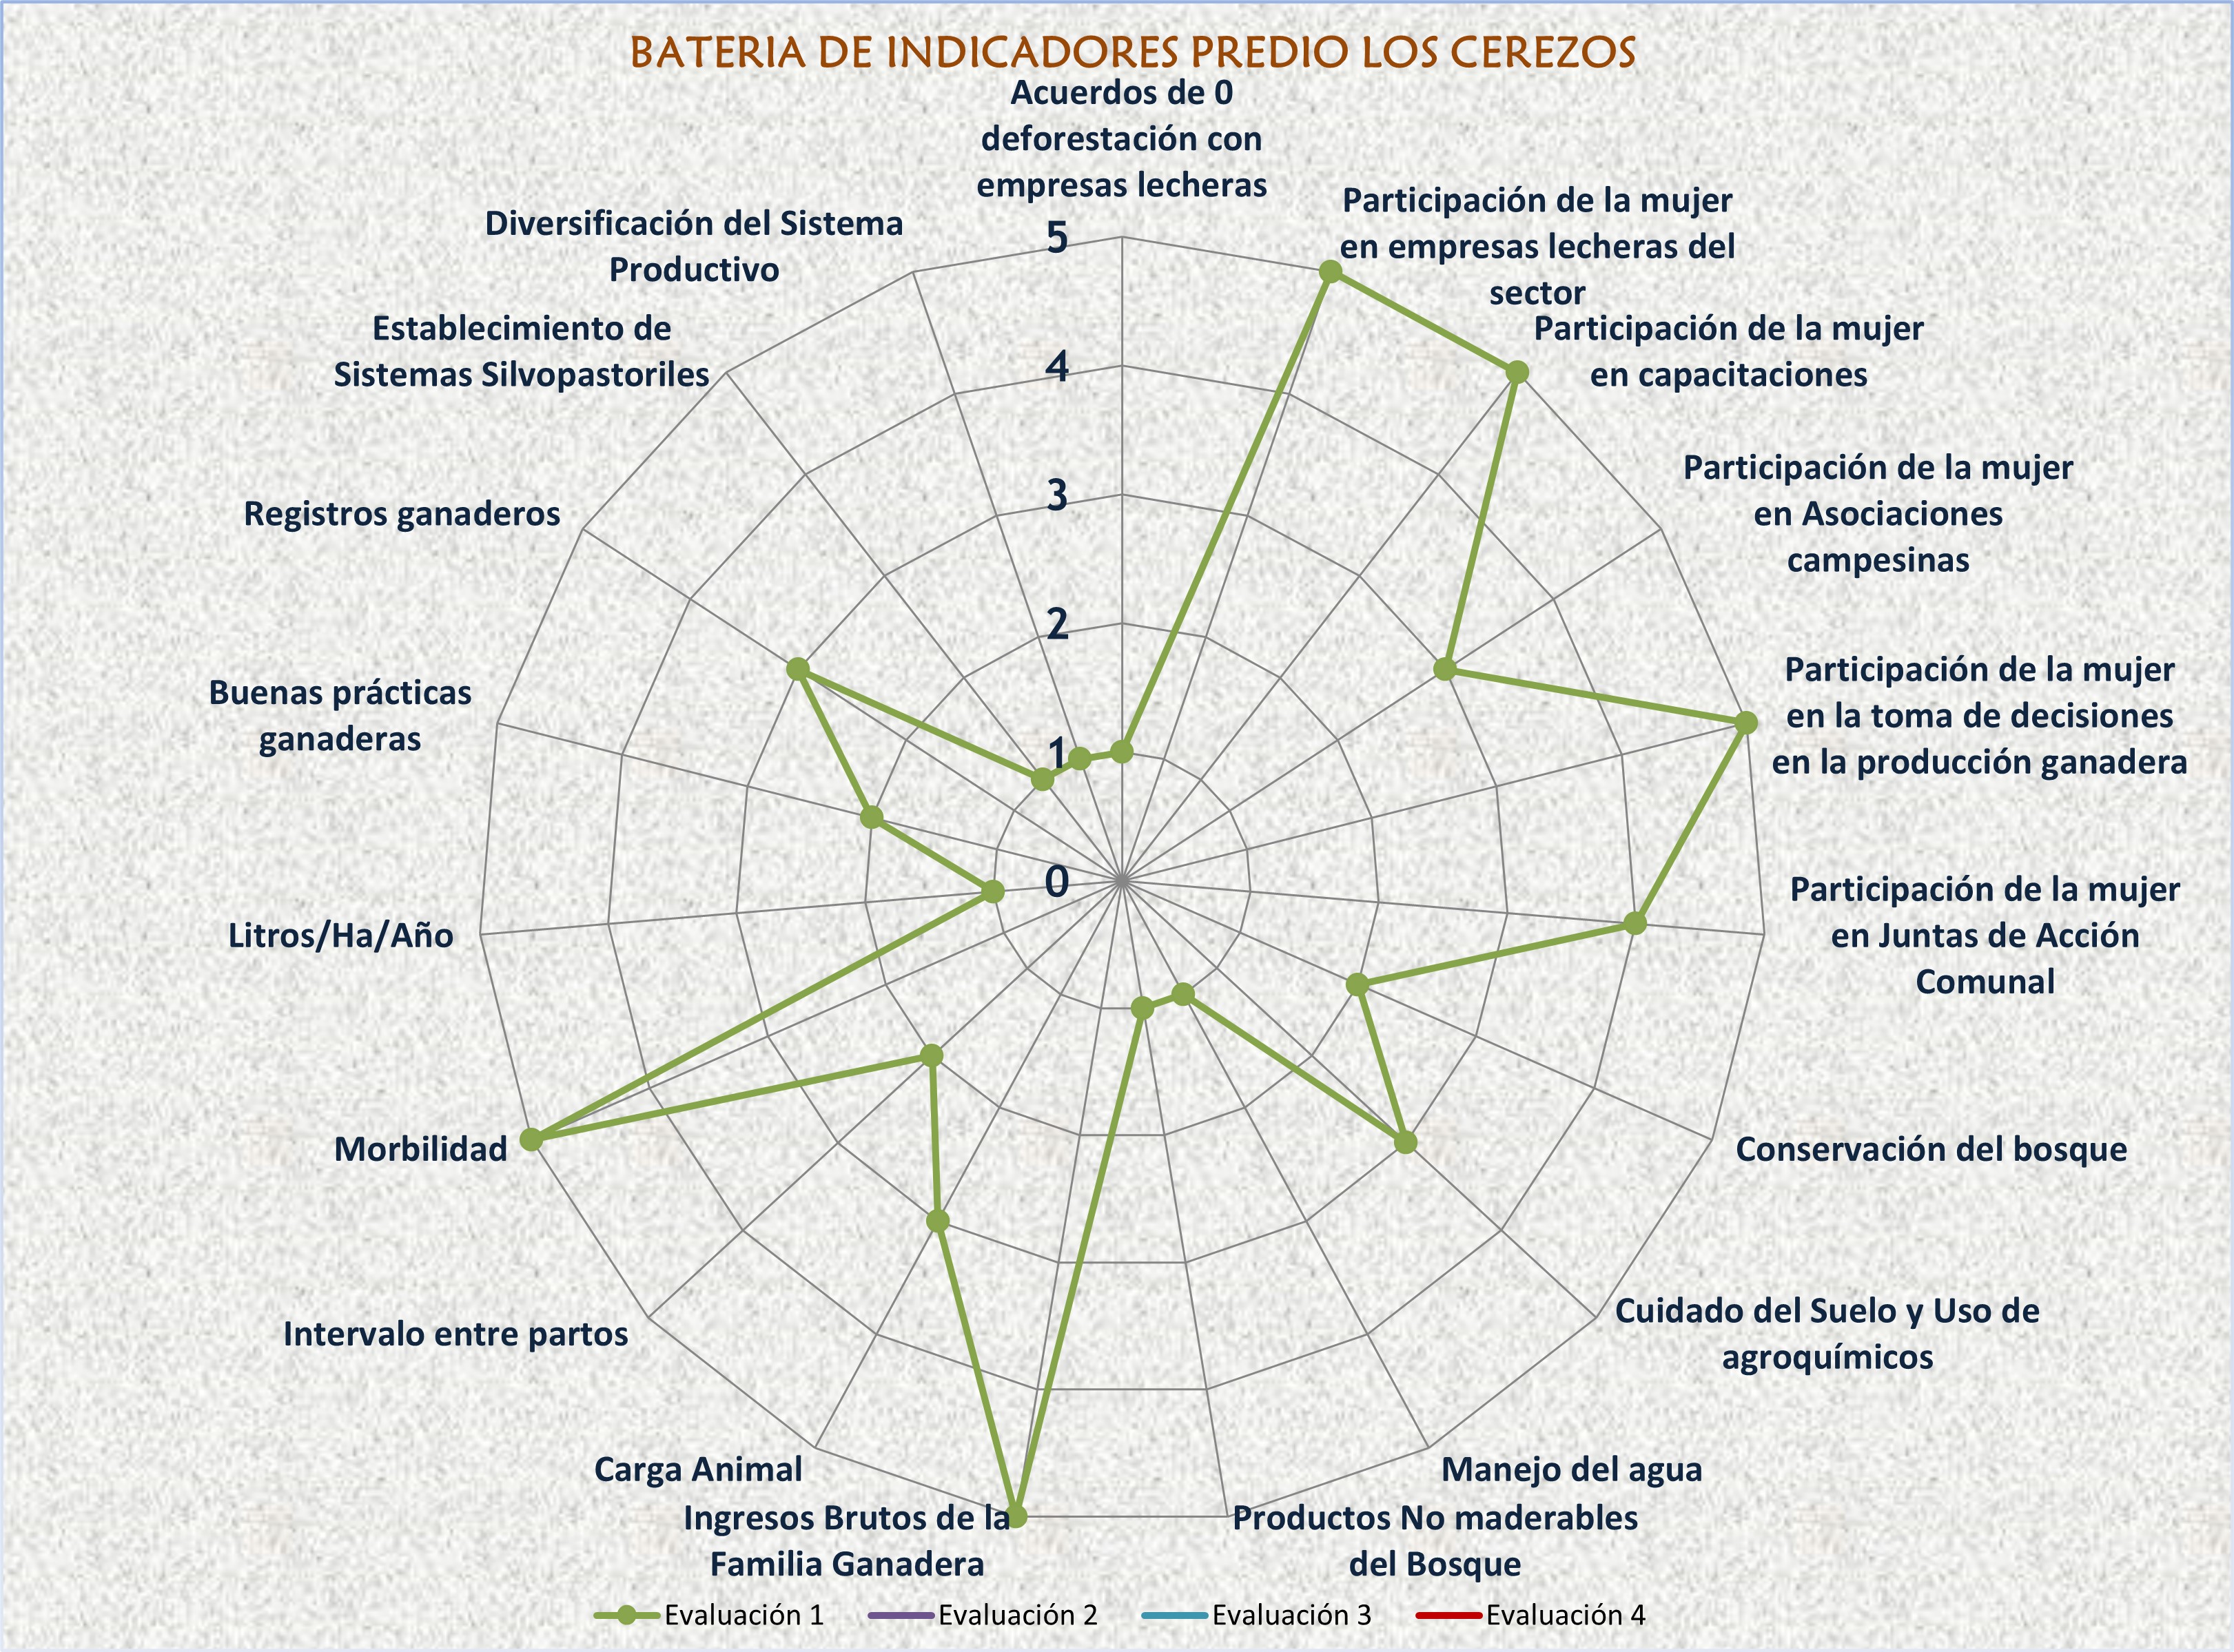 BATERIA DE INDICADORES PREDIO LOS CEREZOS
Acuerdos de 0
deforestación con
empresas lecheras
Participación de la mujer
en empresas lecheras del
sector
Participación de la mujer
en capacitaciones
Participación de la mujer
en Asociaciones
campesinas
Participación de la mujer
en la toma de decisiones
en la producción ganadera
Participación de la mujer
en Juntas de Acción
Comunal
Conservación del bosque
Cuidado del Suelo y Uso de
agroquímicos
Manejo del agua
Productos No maderables
del Bosque
Ingresos Brutos de la
Familia Ganadera
Carga Animal
Intervalo entre partos
Morbilidad
Litros/Ha/Año
Buenas prácticas
ganaderas
Registros ganaderos
Establecimiento de
Sistemas Silvopastoriles
Diversificación del Sistema
Productivo
5
4
3
2
1
0
Evaluación 1
Evaluación 2
Evaluación 3
Evaluación 4